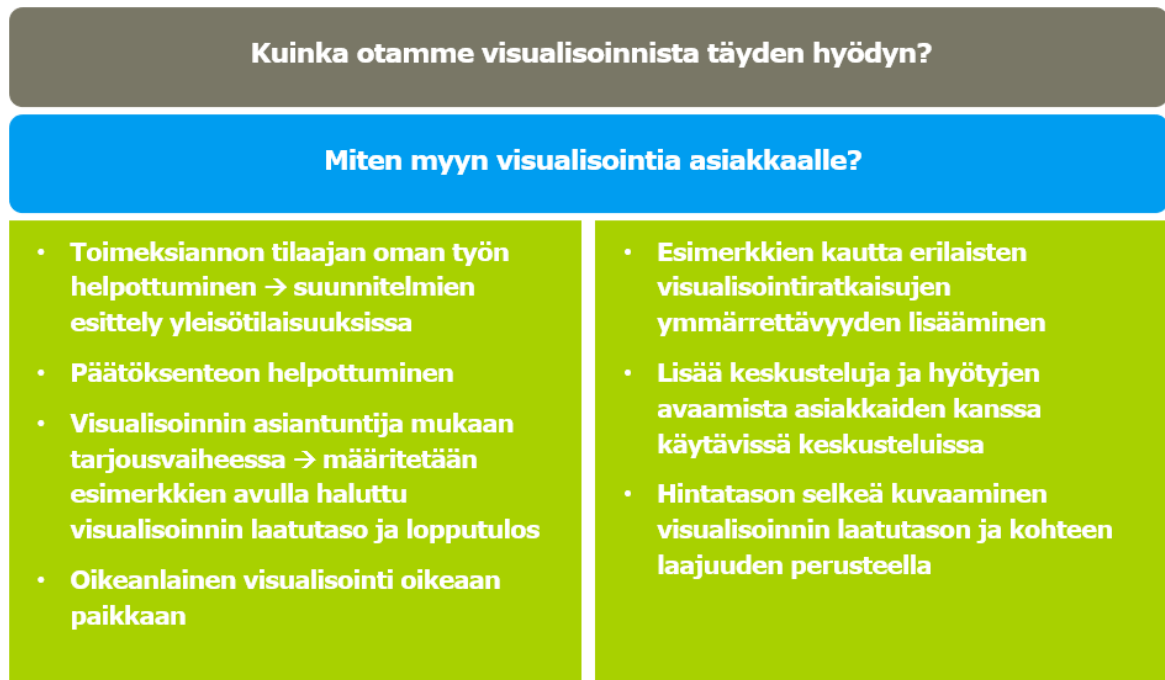 Kuinka otamme visualisoinnista täyden hyödyn?
Miten myyn visualisointia asiakkaalle?
• Toimeksiannon tilaajan oman työn
helpottuminen → suunnitelmien
esittely yleisötilaisuuksissa
• Päätöksenteon helpottuminen
• Visualisoinnin asiantuntija mukaan
tarjousvaiheessa → määritetään
esimerkkien avulla haluttu
visualisoinnin laatutaso ja lopputulos
• Oikeanlainen visualisointi oikeaan
paikkaan
• Esimerkkien kautta erilaisten
visualisointiratkaisujen
ymmärrettävyyden lisääminen
• Lisää keskusteluja ja hyötyjen
avaamista asiakkaiden kanssa
käytävissä keskusteluissa
• Hintatason selkeä kuvaaminen
visualisoinnin laatutason ja kohteen
laajuuden perusteella